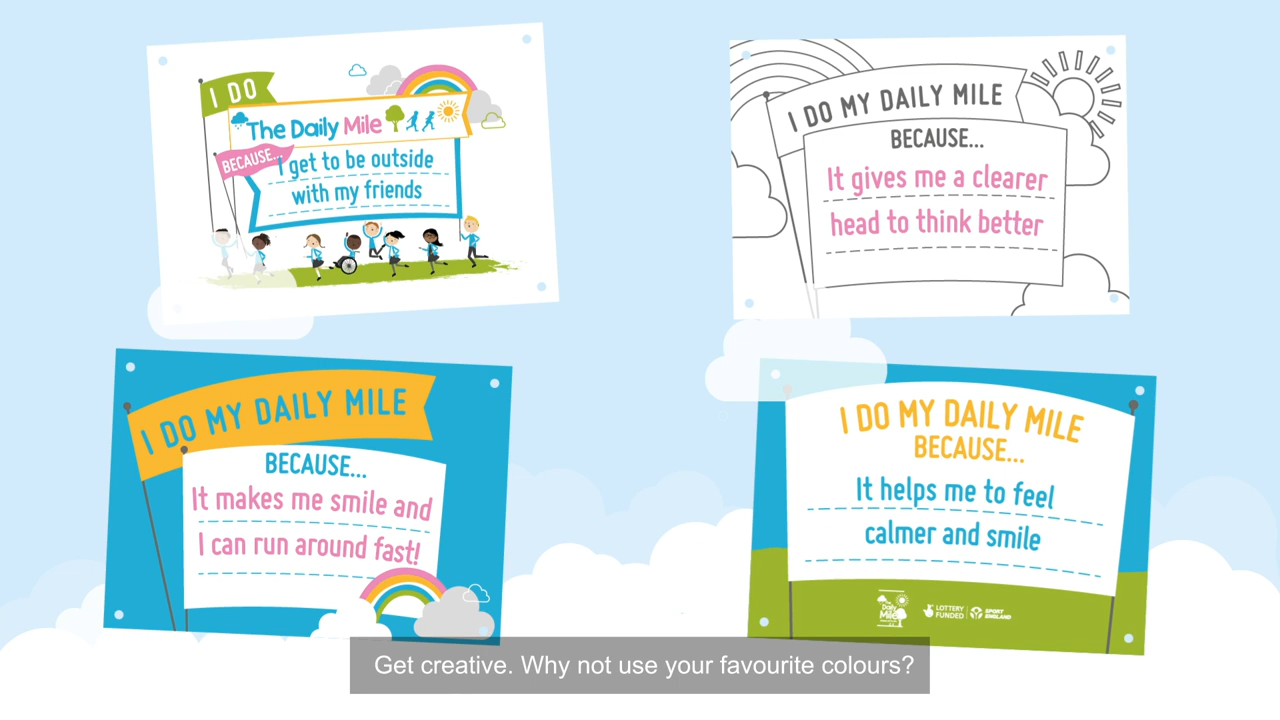 I DO
The Daily Mile
BECAUSE...
I get to be outside
with my friends
I DO MY DAILY MILE
BECAUSE...
It gives me a clearer
head to think better
I DO MY DAILY MILE
BECAUSE...
It makes me smile and
I can run around fast!
I DO MY DAILY MILE
BECAUSE...
It helps me to feel
calmer and smile
The Daily Mile
LOTTERY FUNDED
SPORT ENGLAND
Get creative. Why not use your favourite colours?